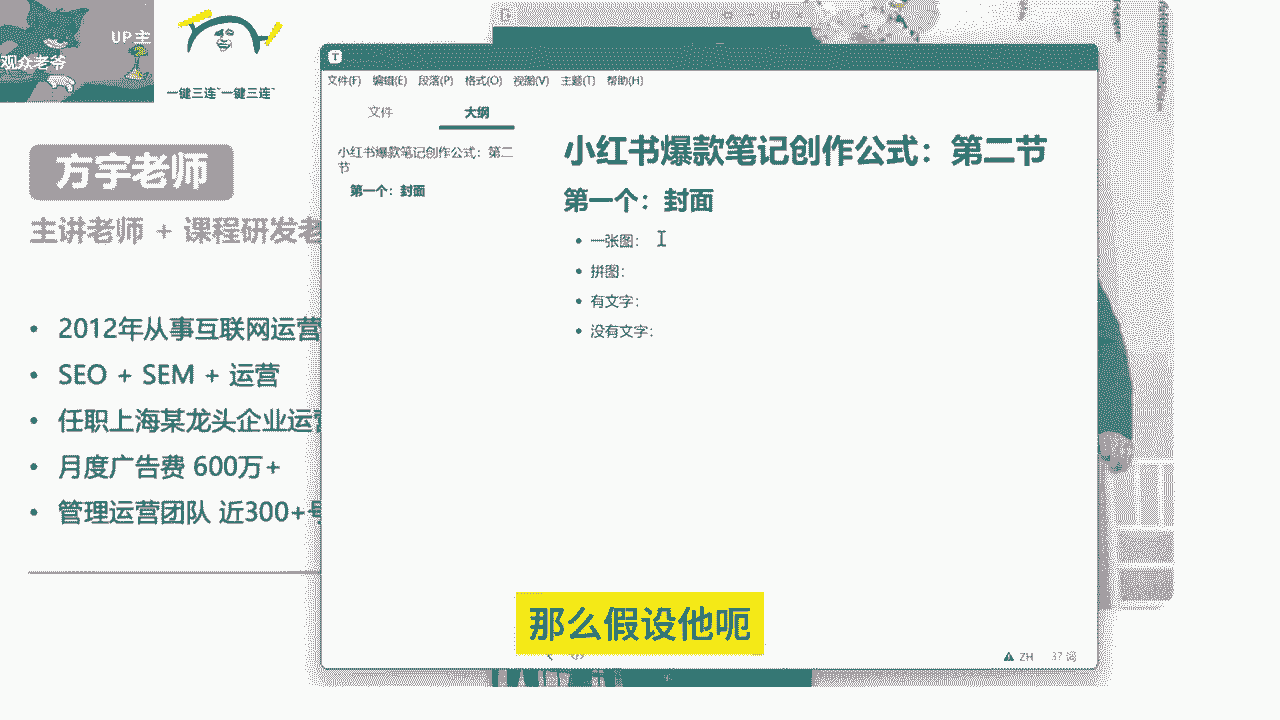 UP主
观众老爷
一键三连~一键三连~
方宇老师
主讲老师 + 课程研发老
2012年从事互联网运营
SEO + SEM + 运营
任职上海某龙头企业运营
月度广告费 600万+
管理运营团队 近300+号
T
文件(F) 编辑(E) 段落(P) 格式(O) 视图(V) 主题(T) 帮助(H)
文件 大纲
小红书爆款笔记创作公式：第二
节
第一个：封面
小红书爆款笔记创作公式：第二节
第一个：封面
一张图：
拼图：
有文字：
没有文字：
那么假设他呃
ZH 37 词